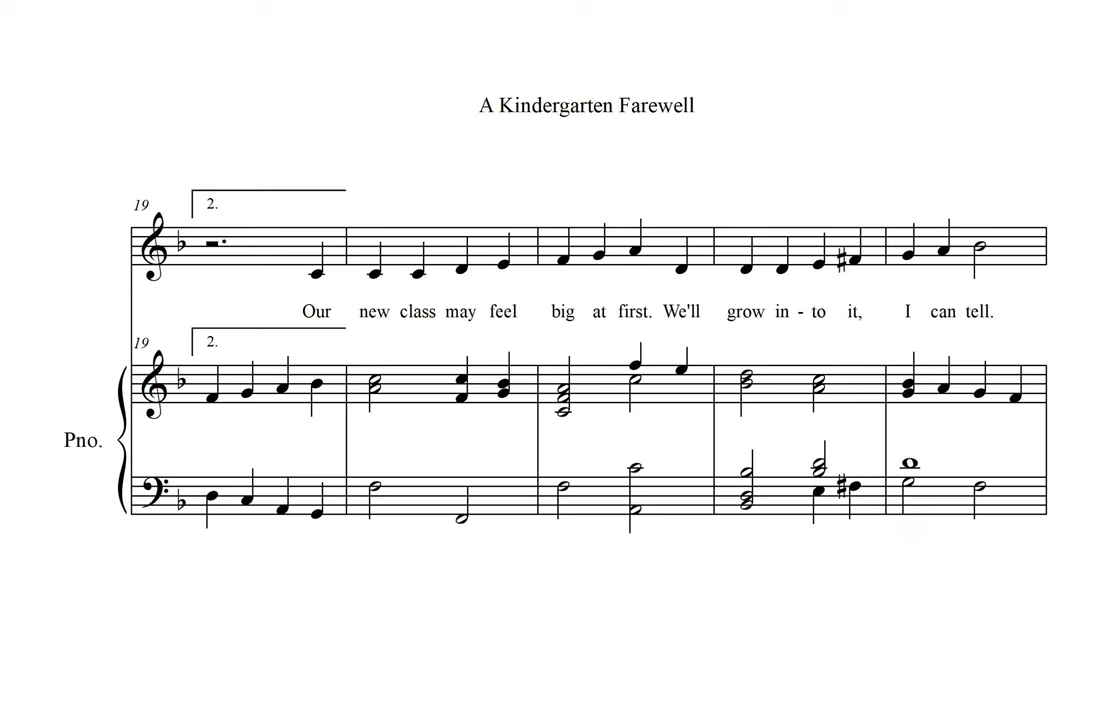 A Kindergarten Farewell
19
2.
Our new class may feel big at first. We'll grow in - to it, I can tell.
19
2.
Pno.